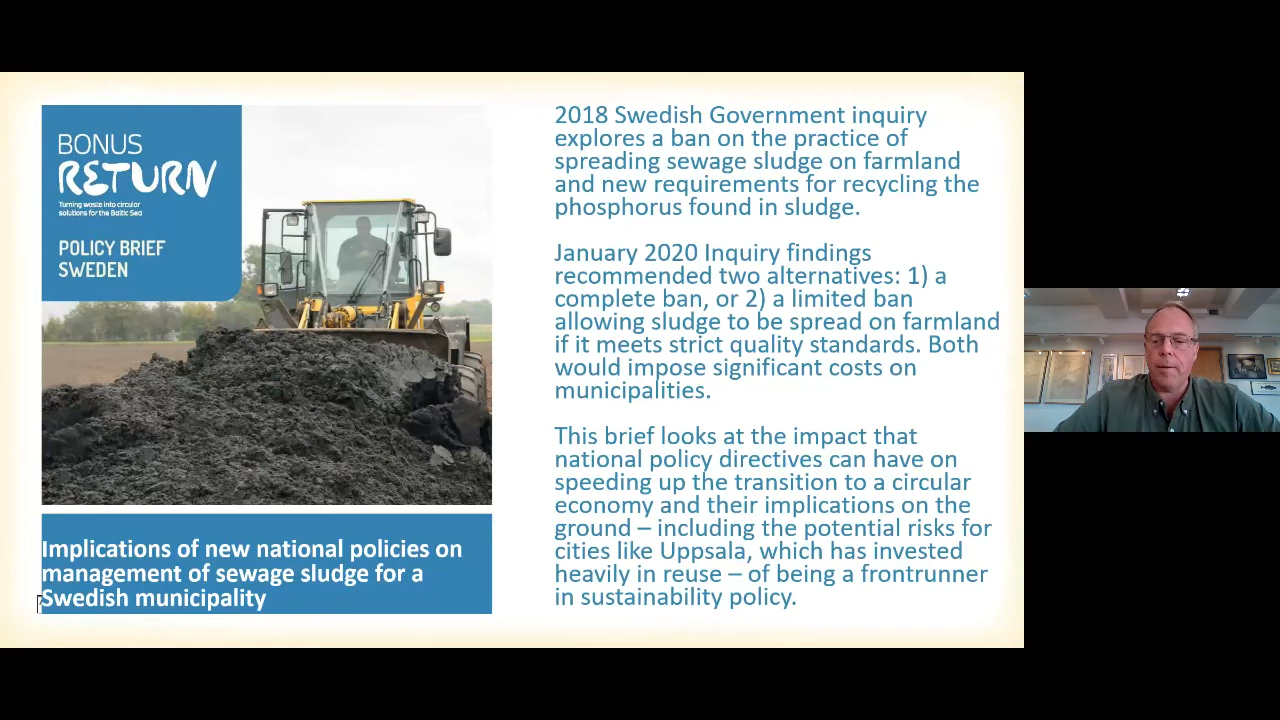 BONUS
RETURN
Turning waste into circular
solutions for the Baltic Sea
POLICY BRIEF
SWEDEN
Implications of new national policies on
management of sewage sludge for a
Swedish municipality
2018 Swedish Government inquiry
explores a ban on the practice of
spreading sewage sludge on farmland
and new requirements for recycling the
phosphorus found in sludge.
January 2020 Inquiry findings
recommended two alternatives: 1) a
complete ban, or 2) a limited ban
allowing sludge to be spread on farmland
if it meets strict quality standards. Both
would impose significant costs on
municipalities.
This brief looks at the impact that
national policy directives can have on
speeding up the transition to a circular
economy and their implications on the
ground – including the potential risks for
cities like Uppsala, which has invested
heavily in reuse – of being a frontrunner
in sustainability policy.